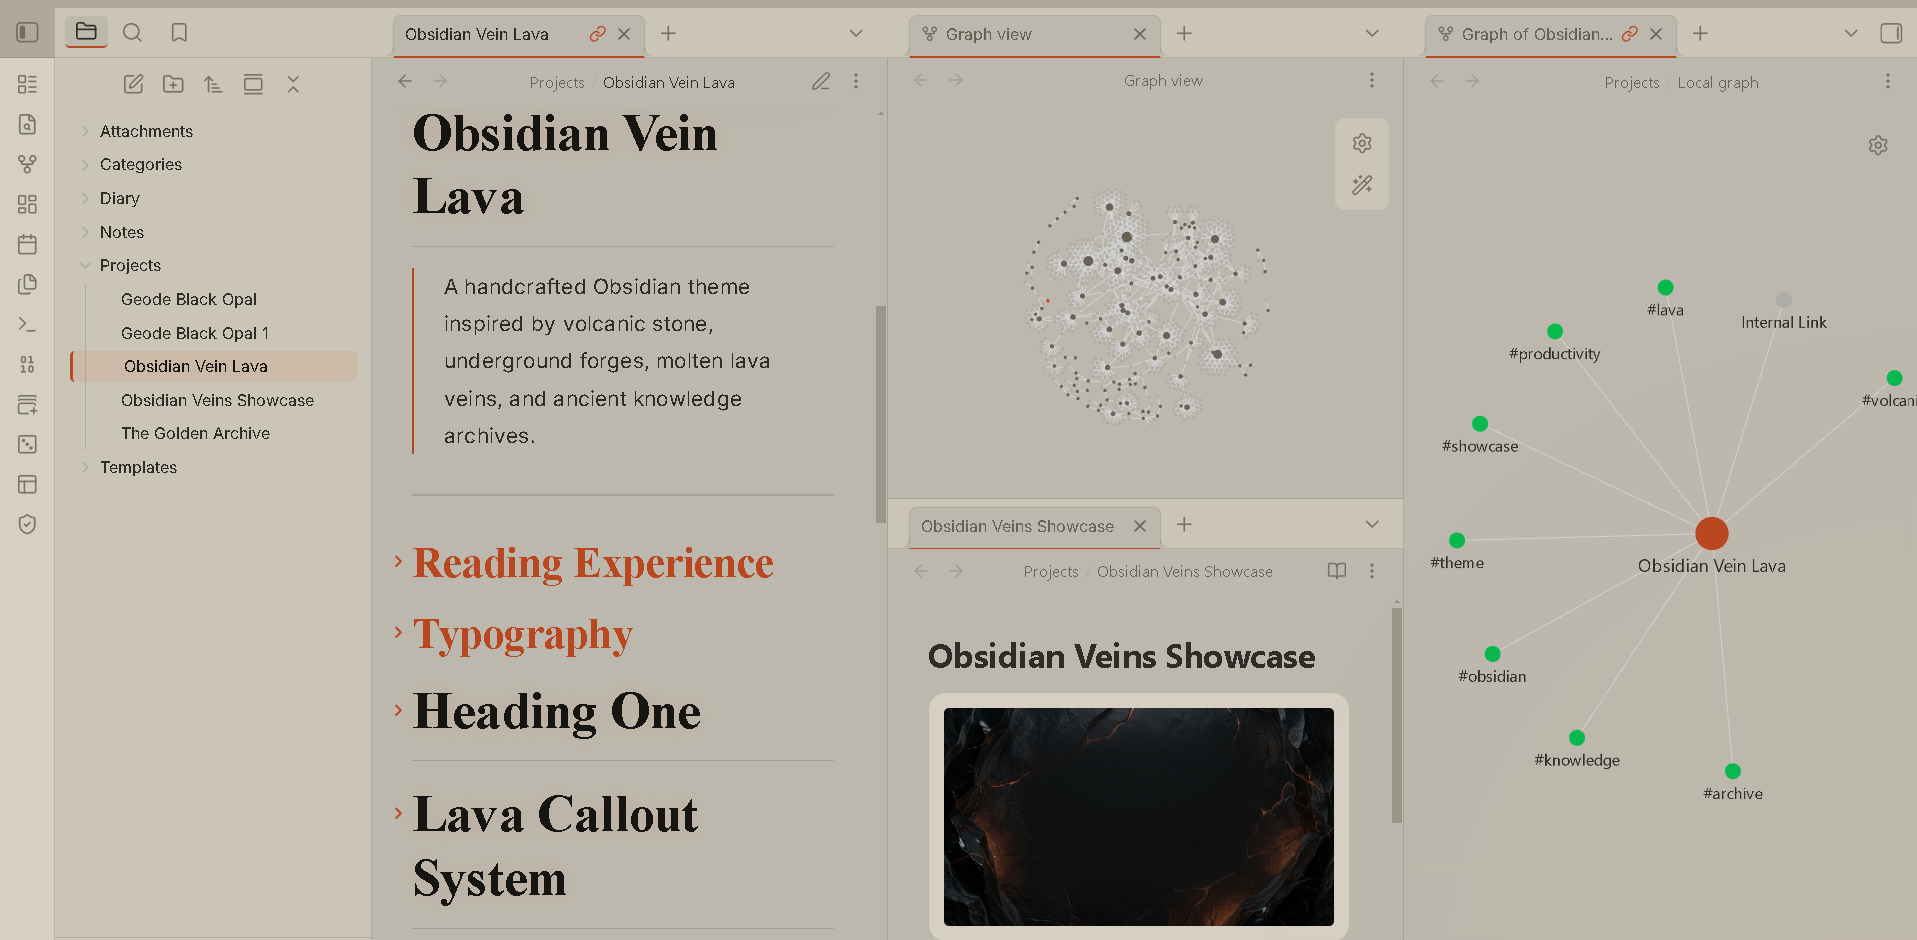 Obsidian Vein Lava
Graph view
Graph of Obsidian...
Attachments
Categories
Diary
Notes
Projects
Geode Black Opal
Geode Black Opal 1
Obsidian Vein Lava
Obsidian Veins Showcase
The Golden Archive
Templates
Projects / Obsidian Vein Lava
Obsidian Vein
Lava
A handcrafted Obsidian theme
inspired by volcanic stone,
underground forges, molten lava
veins, and ancient knowledge
archives.
Reading Experience
Typography
Heading One
Lava Callout
System
Graph view
Obsidian Veins Showcase
Projects / Obsidian Veins Showcase
Obsidian Veins Showcase
Projects / Local graph
#lava
Internal Link
#productivity
#volcani
#showcase
#theme
Obsidian Vein Lava
#obsidian
#knowledge
#archive